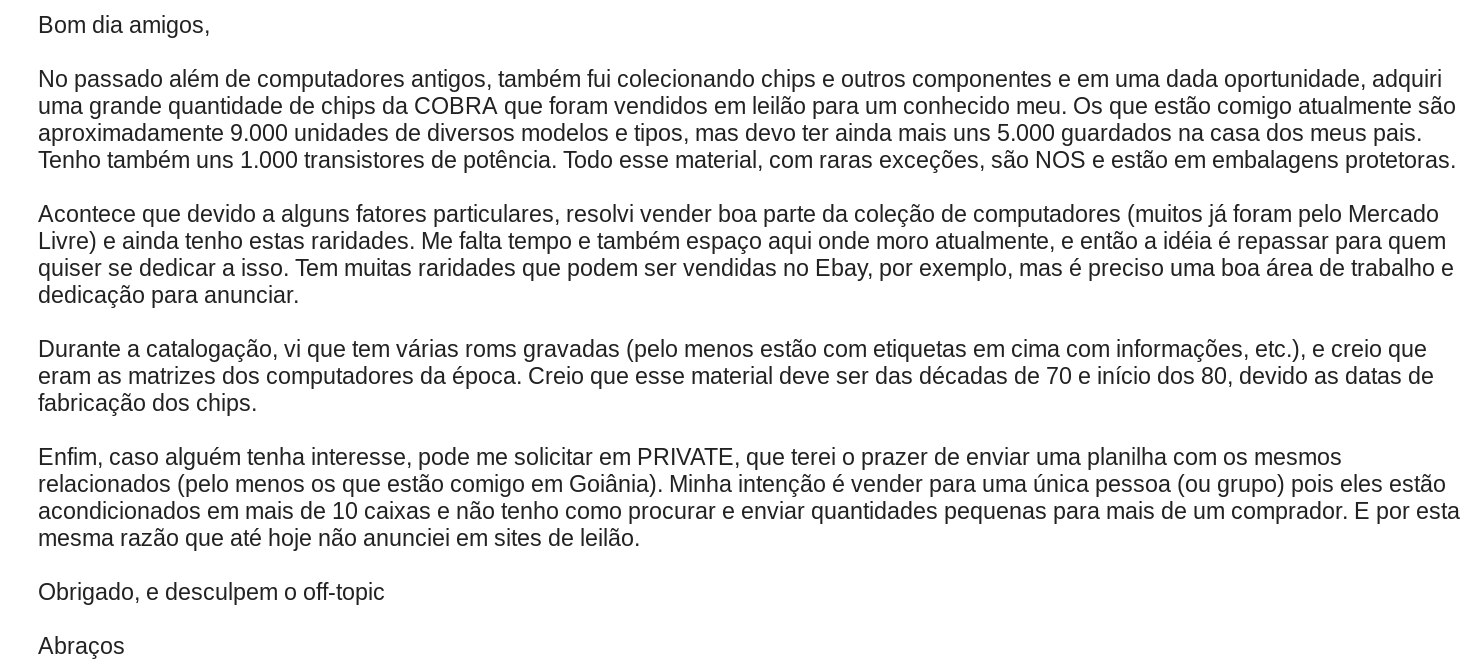 Bom dia amigos,
No passado além de computadores antigos, também fui colecionando chips e outros componentes e em uma dada oportunidade, adquiri
uma grande quantidade de chips da COBRA que foram vendidos em leilão para um conhecido meu. Os que estão comigo atualmente são
aproximadamente 9.000 unidades de diversos modelos e tipos, mas devo ter ainda mais uns 5.000 guardados na casa dos meus pais.
Tenho também uns 1.000 transistores de potência. Todo esse material, com raras exceções, são NOS e estão em embalagens protetoras.
Acontece que devido a alguns fatores particulares, resolvi vender boa parte da coleção de computadores (muitos já foram pelo Mercado
Livre) e ainda tenho estas raridades. Me falta tempo e também espaço aqui onde moro atualmente, e então a idéia é repassar para quem
quiser se dedicar a isso. Tem muitas raridades que podem ser vendidas no Ebay, por exemplo, mas é preciso uma boa área de trabalho e
dedicação para anunciar.
Durante a catalogação, vi que tem várias roms gravadas (pelo menos estão com etiquetas em cima com informações, etc.), e creio que
eram as matrizes dos computadores da época. Creio que esse material deve ser das décadas de 70 e início dos 80, devido as datas de
fabricação dos chips.
Enfim, caso alguém tenha interesse, pode me solicitar em PRIVATE, que terei o prazer de enviar uma planilha com os mesmos
relacionados (pelo menos os que estão comigo em Goiânia). Minha intenção é vender para uma única pessoa (ou grupo) pois eles estão
acondicionados em mais de 10 caixas e não tenho como procurar e enviar quantidades pequenas para mais de um comprador. E por esta
mesma razão que até hoje não anunciei em sites de leilão.
Obrigado, e desculpem o off-topic
Abraços